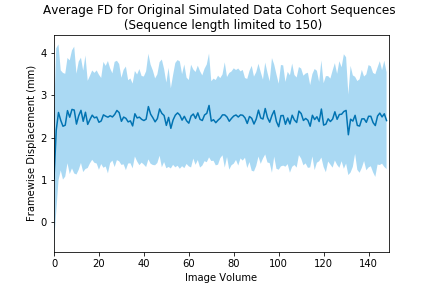 Average FD for Original Simulated Data Cohort Sequences
(Sequence length limited to 150)
Framewise Displacement (mm)
4
3
2
1
0
0 20 40 60 80 100 120 140
Image Volume